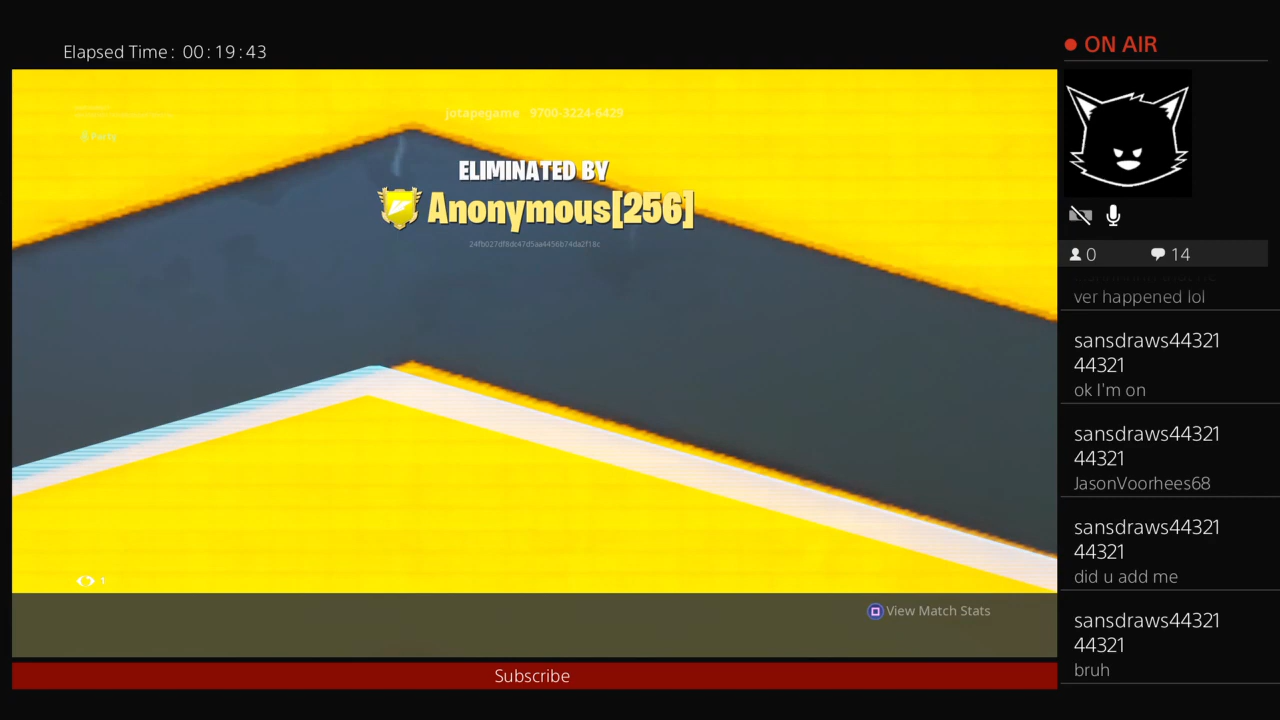 Elapsed Time: 00:19:43
ON AIR
jotapegame 9700-3224-6429
Party
ELIMINATED BY
Anonymous[256]
0 14
ver happened lol
sansdraws44321
44321
ok I'm on
sansdraws44321
44321
JasonVoorhees68
sansdraws44321
44321
did u add me
sansdraws44321
44321
bruh
1
View Match Stats
Subscribe